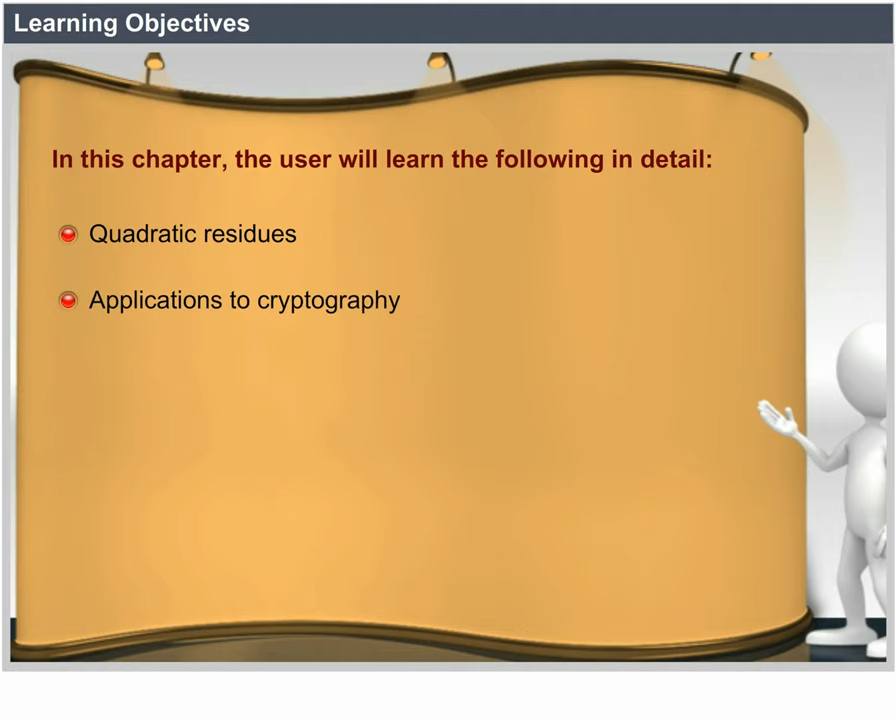 Learning Objectives
In this chapter, the user will learn the following in detail:
Quadratic residues
Applications to cryptography